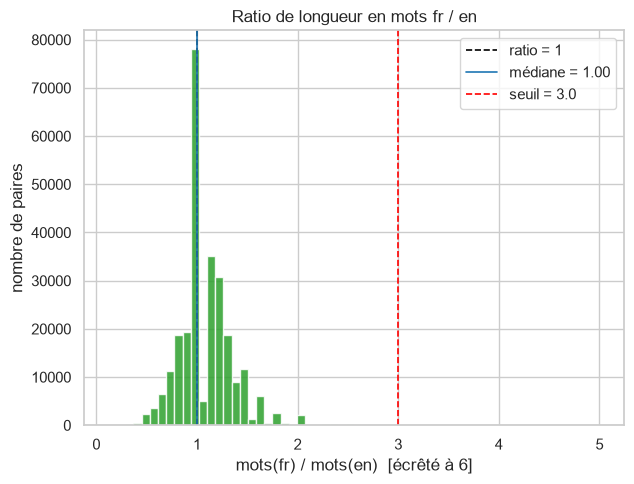 Ratio de longueur en mots fr / en
ratio = 1
médiane = 1.00
seuil = 3.0
nombre de paires
80000
70000
60000
50000
40000
30000
20000
10000
0
0 1 2 3 4 5
mots(fr) / mots(en) [écrêté à 6]